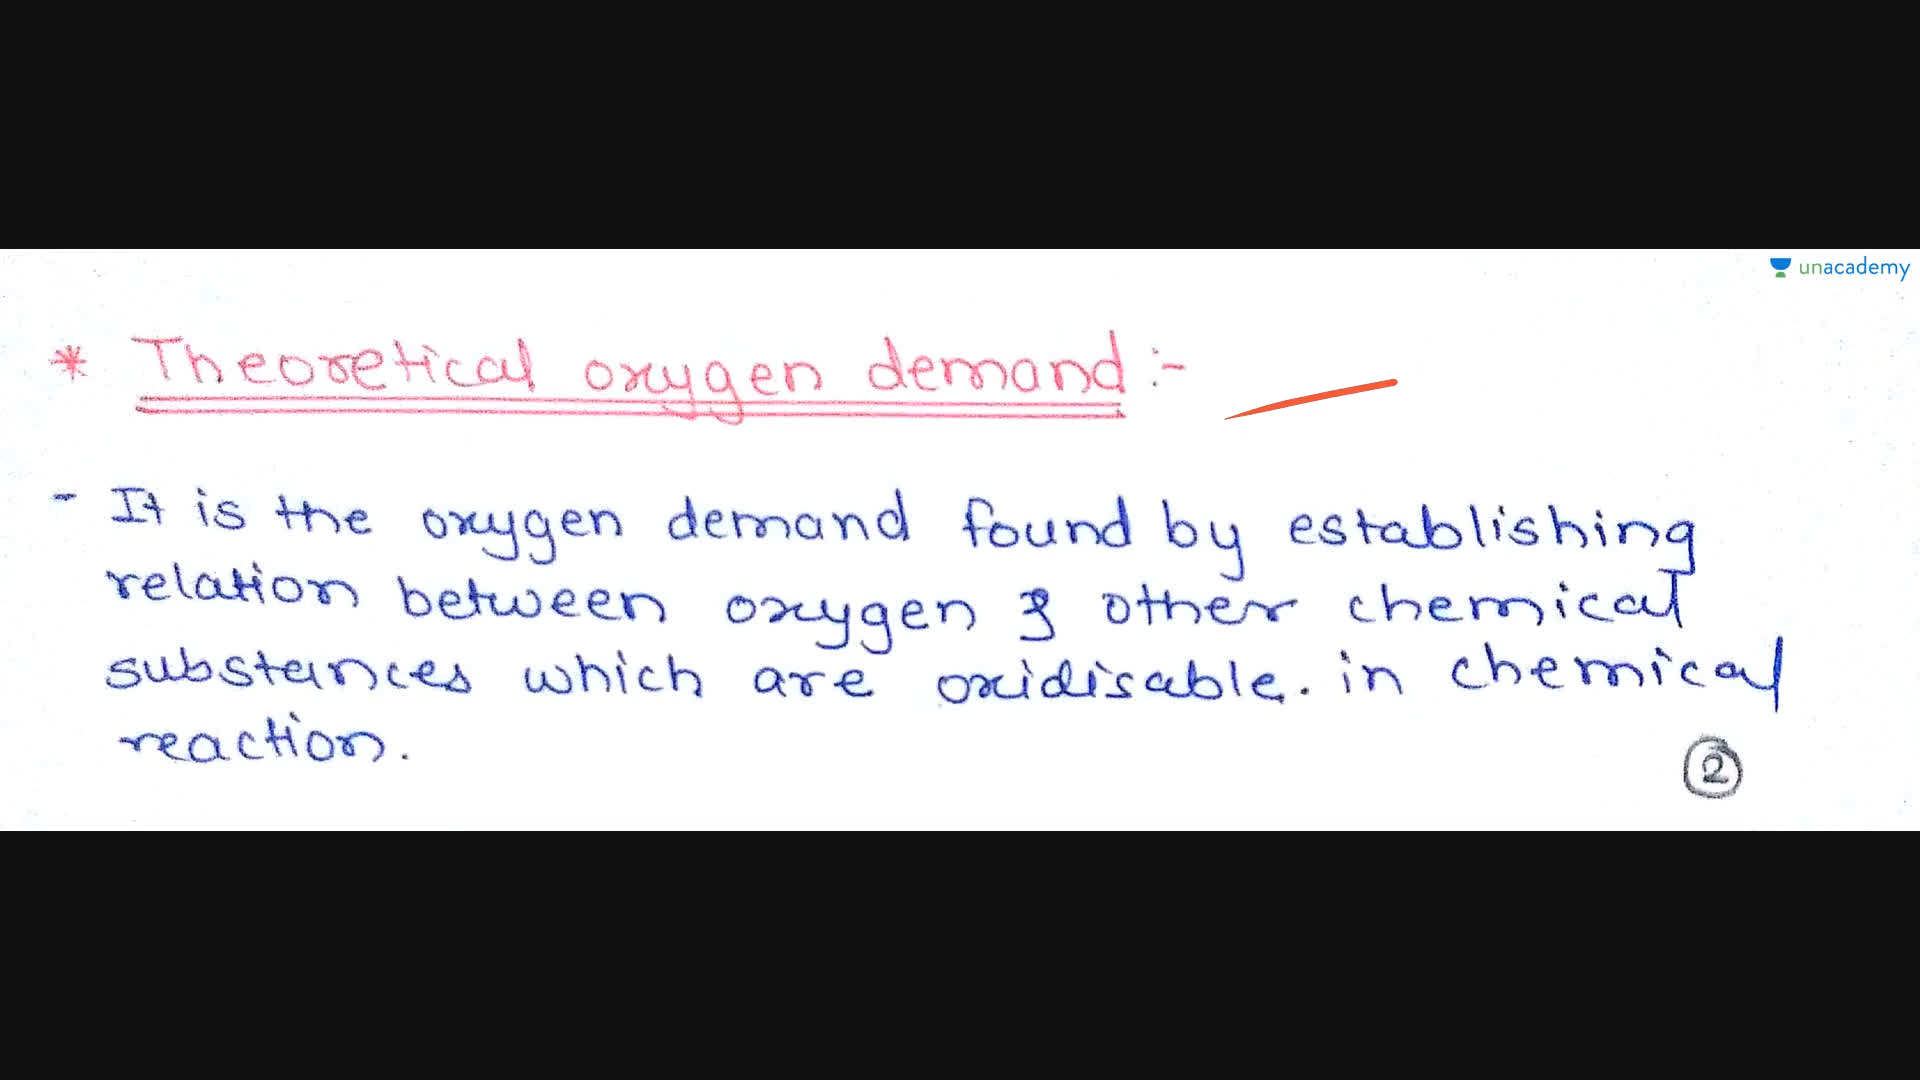 unacademy
* Theoretical oxygen demand :-
- It is the oxygen demand found by establishing
relation between oxygen & other chemical
substances which are oxidisable. in chemical
reaction.
2